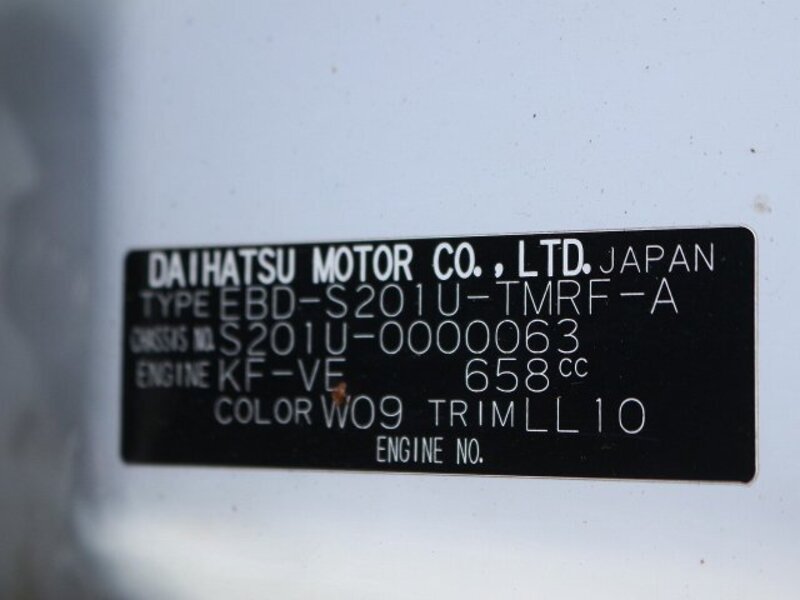 DAIHATSU MOTOR CO., LTD. JAPAN
TYPE EBD-S201U-TMRF-A
CHASSIS NO. S201U-0000063
ENGINE KF-VE 658cc
COLOR W09 TRIM LL10
ENGINE NO.